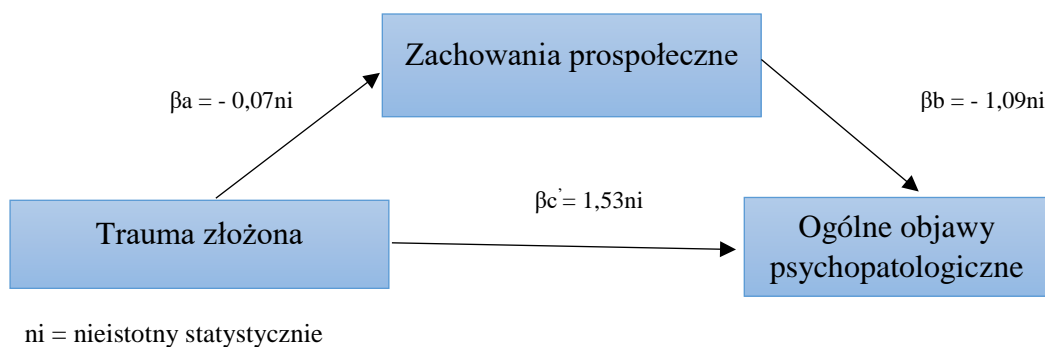 Zachowania prospołeczne
βa = - 0,07ni
βb = - 1,09ni
βc’= 1,53ni
Trauma złożona
Ogólne objawy
psychopatologiczne
ni = nieistotny statystycznie